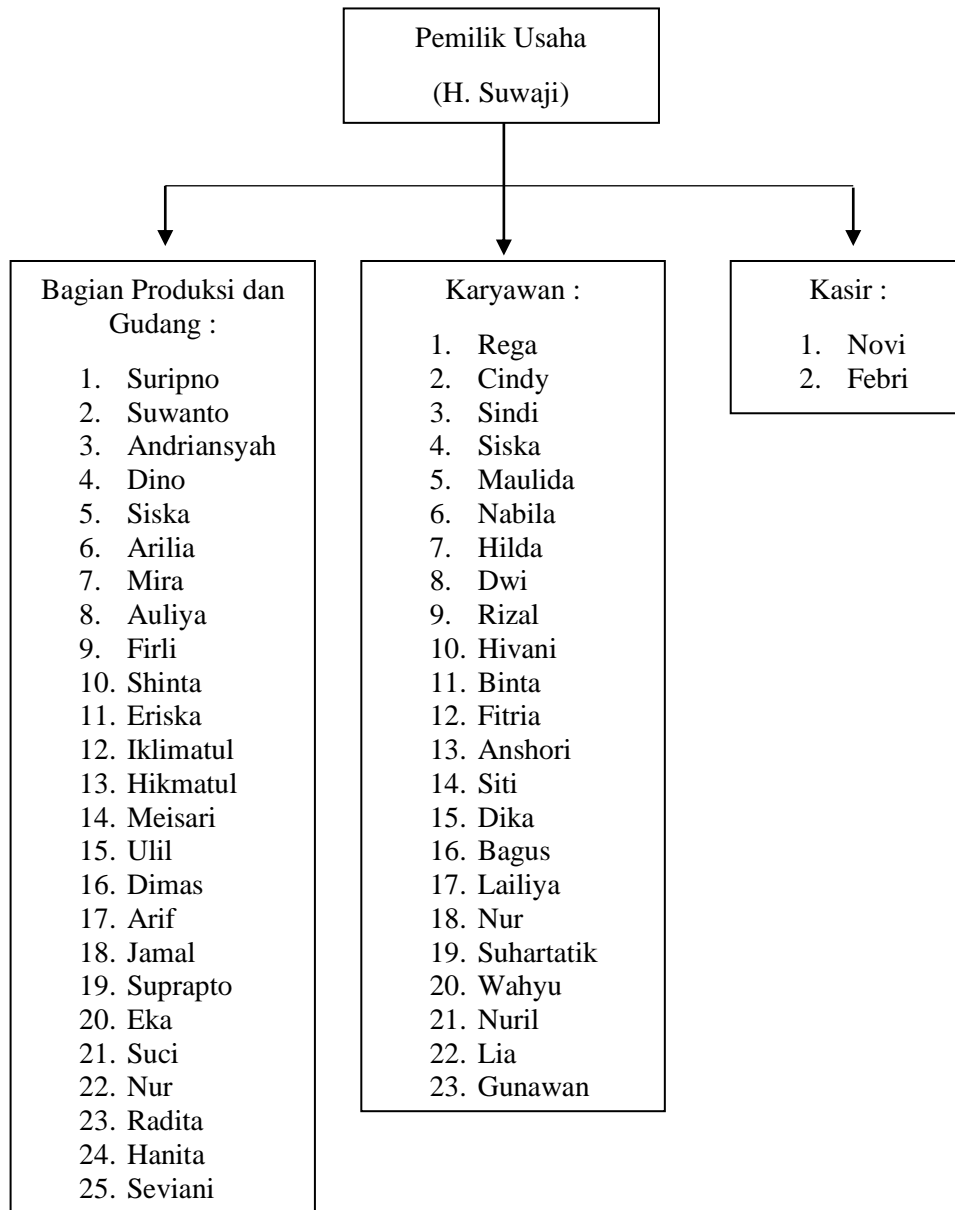 Pemilik Usaha
(H. Suwaji)
Bagian Produksi dan
Gudang :
1. Suripno
2. Suwanto
3. Andriansyah
4. Dino
5. Siska
6. Arilia
7. Mira
8. Auliya
9. Firli
10. Shinta
11. Eriska
12. Iklimatul
13. Hikmatul
14. Meisari
15. Ulil
16. Dimas
17. Arif
18. Jamal
19. Suprapto
20. Eka
21. Suci
22. Nur
23. Radita
24. Hanita
25. Seviani
Karyawan :
1. Rega
2. Cindy
3. Sindi
4. Siska
5. Maulida
6. Nabila
7. Hilda
8. Dwi
9. Rizal
10. Hivani
11. Binta
12. Fitria
13. Anshori
14. Siti
15. Dika
16. Bagus
17. Lailiya
18. Nur
19. Suhartatik
20. Wahyu
21. Nuril
22. Lia
23. Gunawan
Kasir :
1. Novi
2. Febri